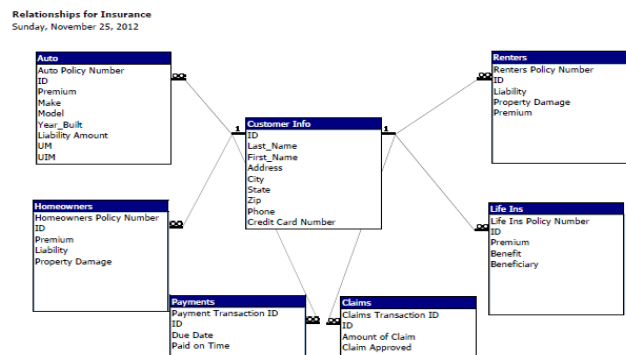 Relationships for Insurance
Sunday, November 25, 2012
Auto
Auto Policy Number
ID
Premium
Make
Model
Year_Built
Liability Amount
UM
UIM
Renters
Renters Policy Number
ID
Liability
Property Damage
Premium
1
Customer Info
1
ID
Last_Name
First_Name
Address
City
State
Zip
Phone
Credit Card Number
Homeowners
Homeowners Policy Number
ID
Premium
Liability
Property Damage
Life Ins
Life Ins Policy Number
ID
Premium
Benefit
Beneficiary
Payments
Payment Transaction ID
ID
Due Date
Paid on Time
Claims
Claims Transaction ID
ID
Amount of Claim
Claim Approved